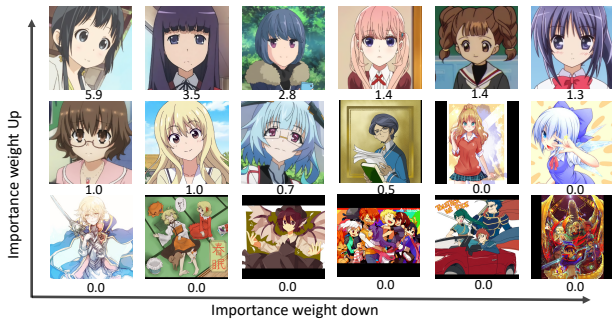 5.9 3.5 2.8 1.4 1.4 1.3
1.0 1.0 0.7 0.5 0.0 0.0
春眠
0.0 0.0 0.0 0.0 0.0 0.0
Importance weight Up
Importance weight down